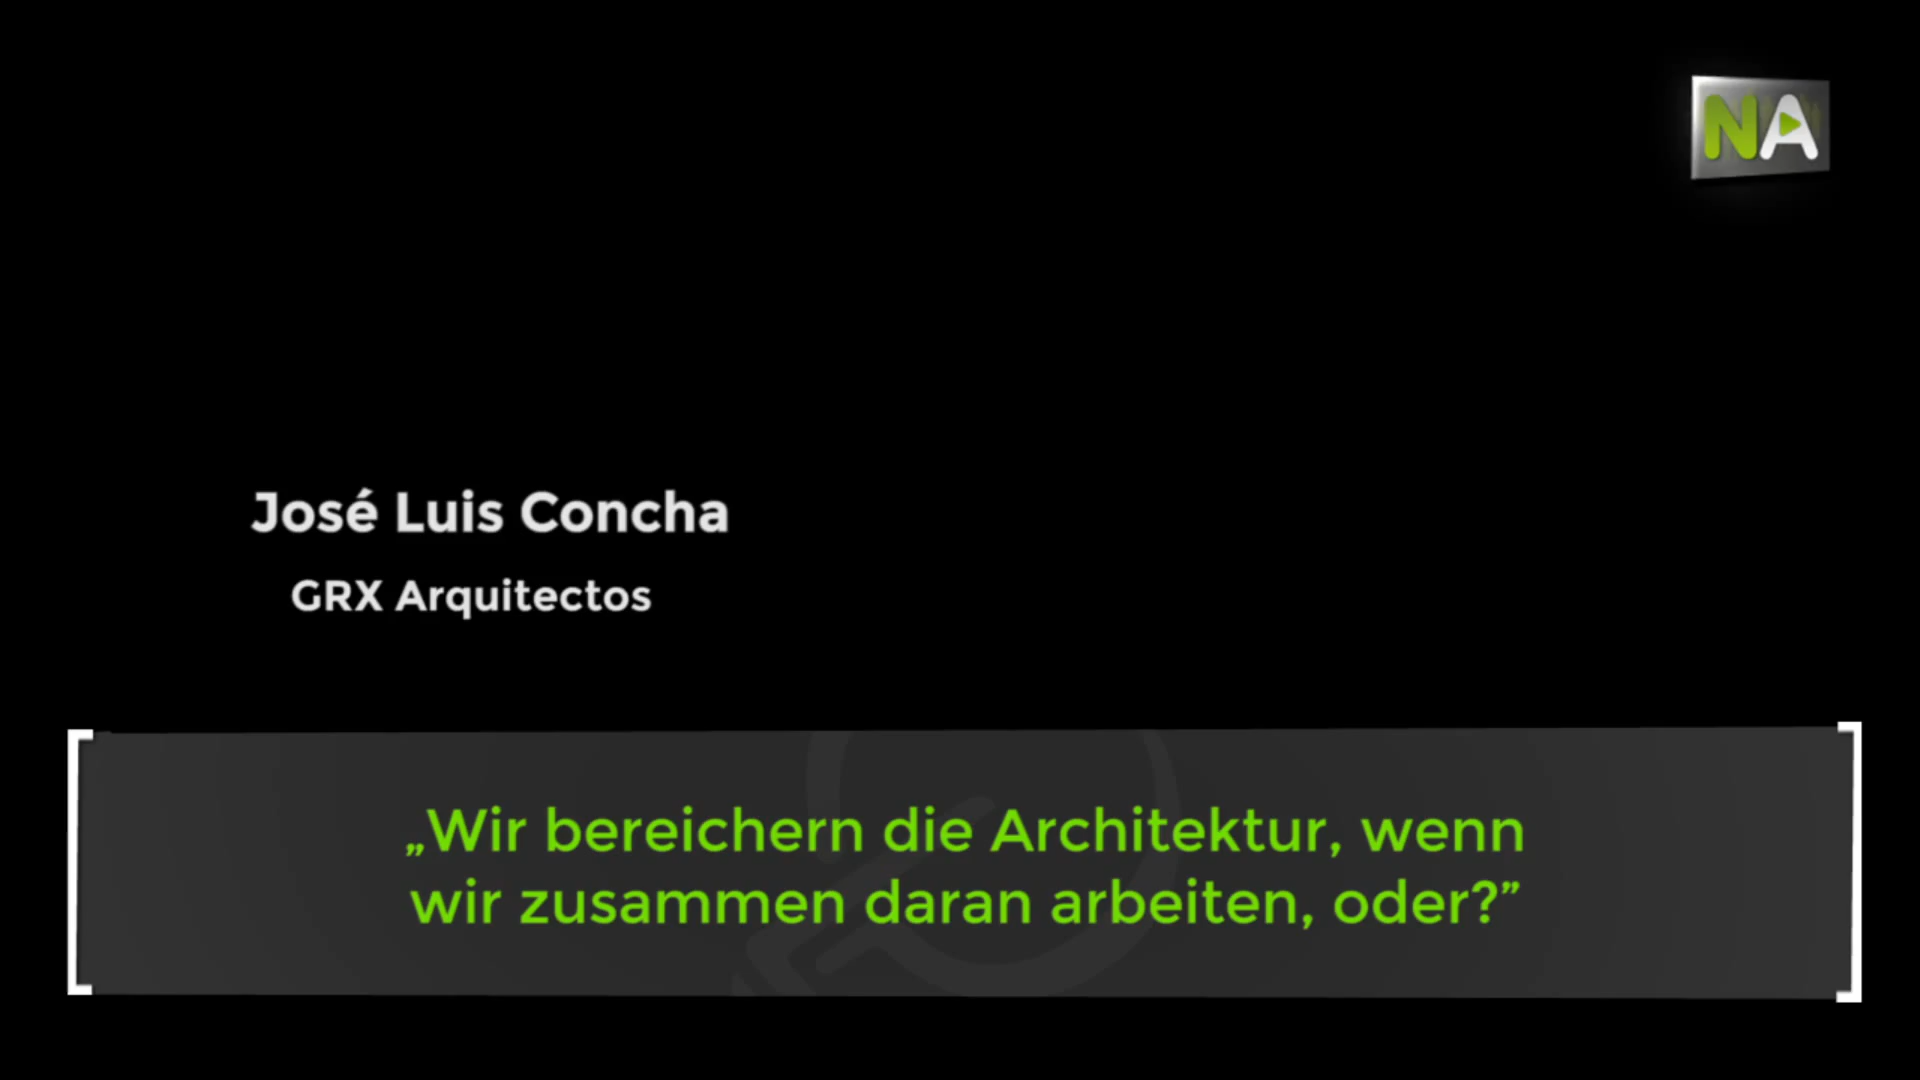 NA
José Luis Concha
GRX Arquitectos
„Wir bereichern die Architektur, wenn
wir zusammen daran arbeiten, oder?”